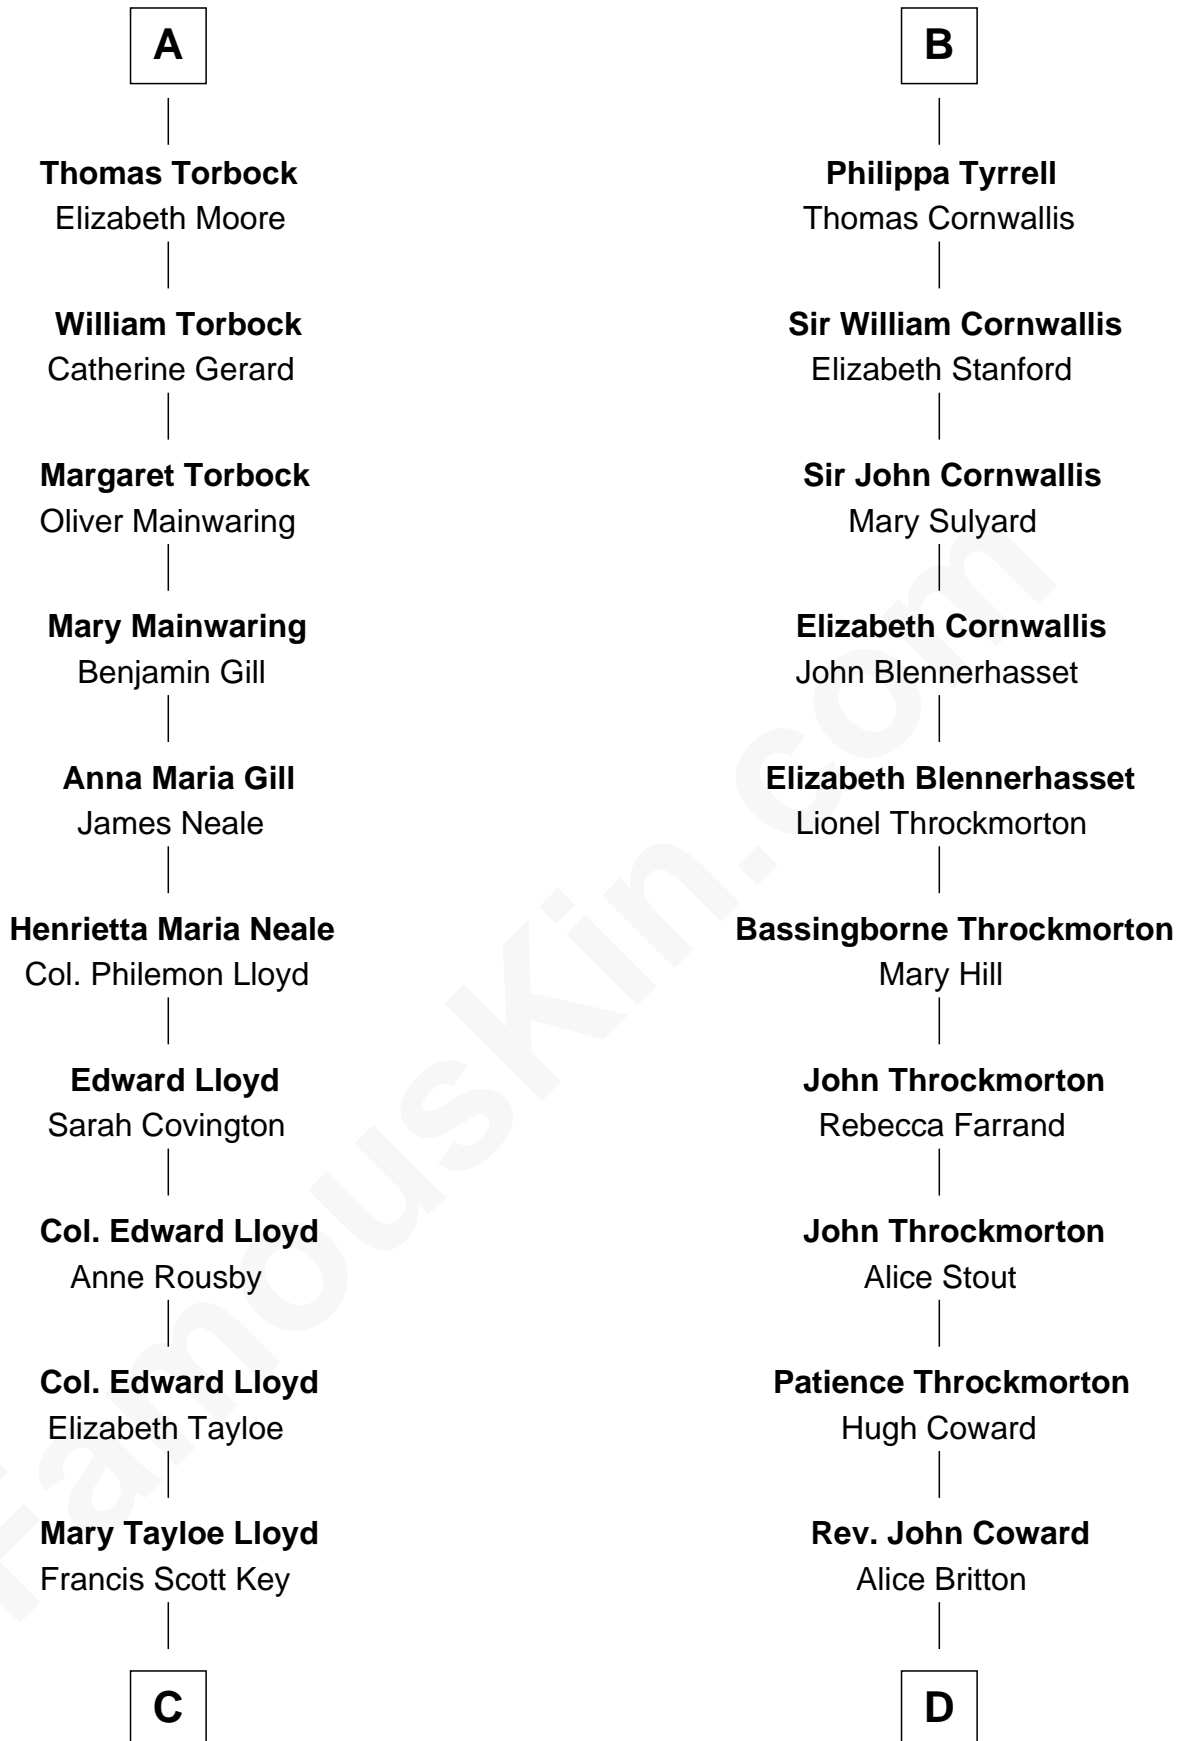 A
Thomas Torbock
Elizabeth Moore
William Torbock
Catherine Gerard
Margaret Torbock
Oliver Mainwaring
Mary Mainwaring
Benjamin Gill
Anna Maria Gill
James Neale
Henrietta Maria Neale
Col. Philemon Lloyd
Edward Lloyd
Sarah Covington
Col. Edward Lloyd
Anne Rousby
Col. Edward Lloyd
Elizabeth Tayloe
Mary Tayloe Lloyd
Francis Scott Key
C
B
Philippa Tyrrell
Thomas Cornwallis
Sir William Cornwallis
Elizabeth Stanford
Sir John Cornwallis
Mary Sulyard
Elizabeth Cornwallis
John Blennerhasset
Elizabeth Blennerhasset
Lionel Throckmorton
Bassingborne Throckmorton
Mary Hill
John Throckmorton
Rebecca Farrand
John Throckmorton
Alice Stout
Patience Throckmorton
Hugh Coward
Rev. John Coward
Alice Britton
D
FamousKin.com